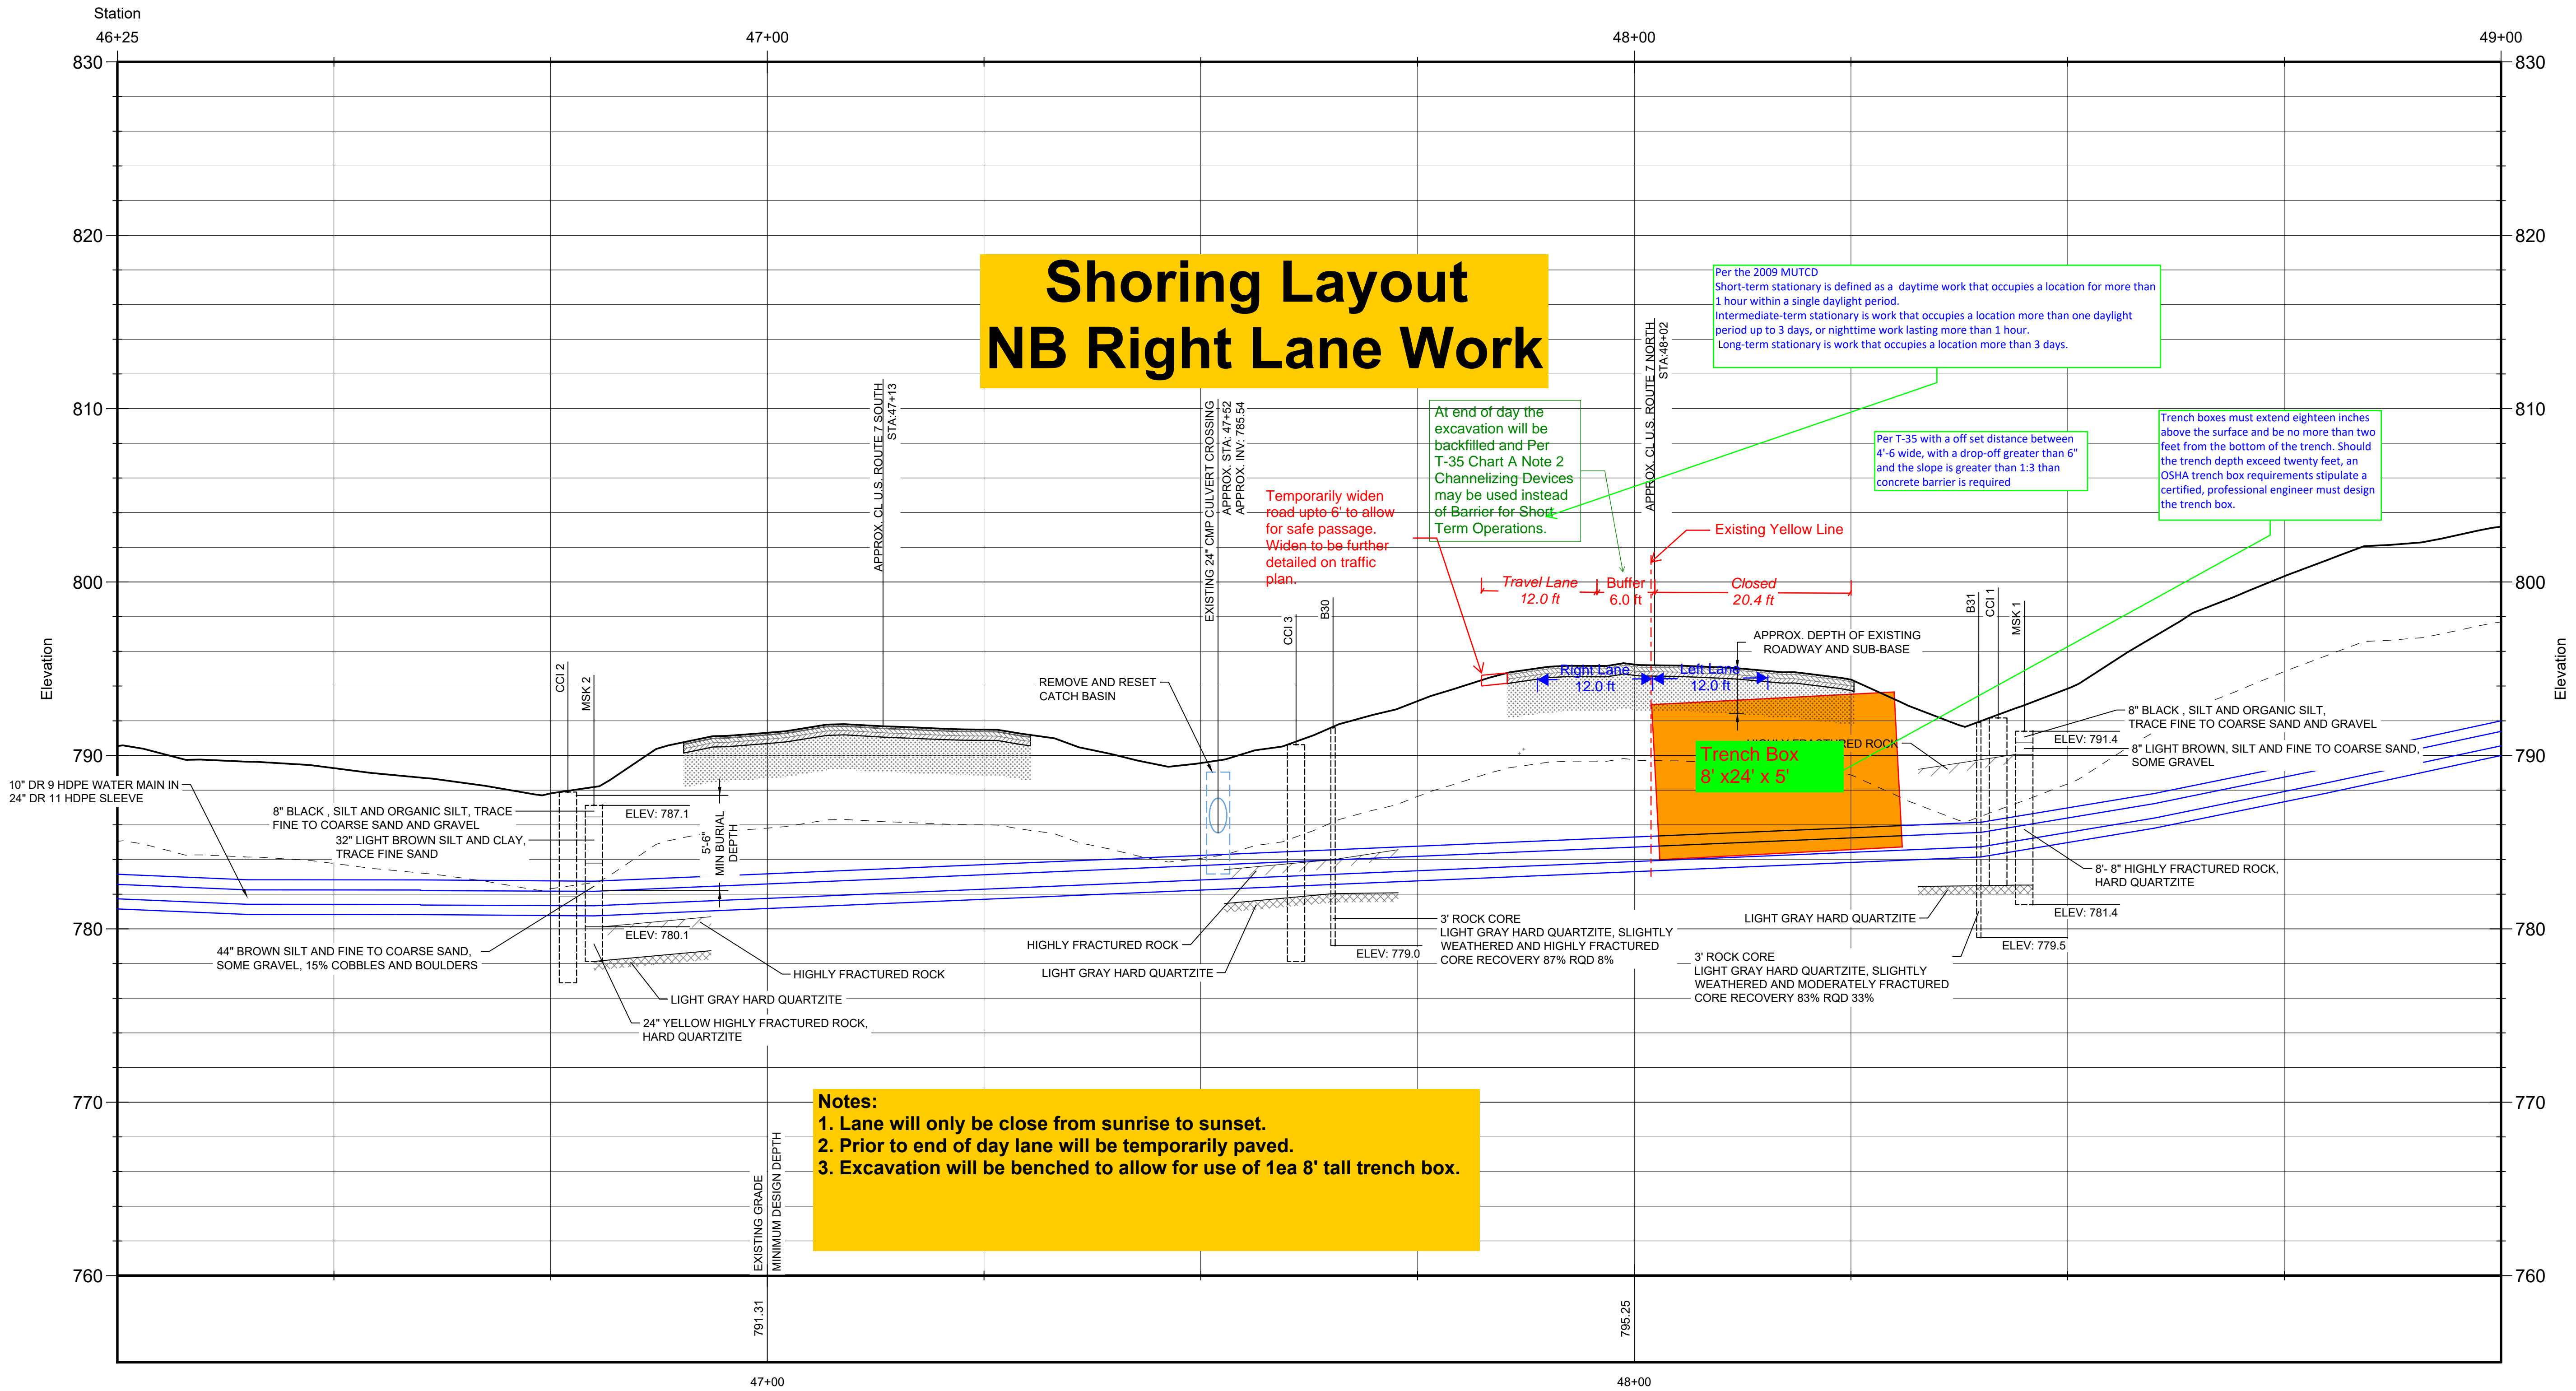 Station
46+25
47+00
48+00
49+00
830
830
820
820
810
810
800
800
790
790
780
780
770
770
760
760
Elevation
Elevation
Shoring Layout
NB Right Lane Work
Per the 2009 MUTCD
Short-term stationary is defined as a  daytime work that occupies a location for more than
1 hour within a single daylight period.
Intermediate-term stationary is work that occupies a location more than one daylight
period up to 3 days, or nighttime work lasting more than 1 hour.
Long-term stationary is work that occupies a location more than 3 days.
APPROX. CL U.S. ROUTE 7 SOUTH
STA:47+13
EXISTING 24" CMP CULVERT CROSSING
APPROX. STA: 47+52
APPROX. INV: 785.54
APPROX. CL U.S. ROUTE 7 NORTH
STA:48+02
At end of day the
excavation will be
backfilled and Per
T-35 Chart A Note 2
Channelizing Devices
may be used instead
of Barrier for Short
Term Operations.
Per T-35 with a off set distance between
4'-6 wide, with a drop-off greater than 6"
and the slope is greater than 1:3 than
concrete barrier is required
Trench boxes must extend eighteen inches
above the surface and be no more than two
feet from the bottom of the trench. Should
the trench depth exceed twenty feet, an
OSHA trench box requirements stipulate a
certified, professional engineer must design
the trench box.
Temporarily widen
road upto 6' to allow
for safe passage.
Widen to be further
detailed on traffic
plan.
Existing Yellow Line
Travel Lane
12.0 ft
Buffer
6.0 ft
Closed
20.4 ft
CCI 2
MSK 2
CCI 3
B30
B31
CCI 1
MSK 1
APPROX. DEPTH OF EXISTING
ROADWAY AND SUB-BASE
Right Lane
12.0 ft
Left Lane
12.0 ft
REMOVE AND RESET
CATCH BASIN
HIGHLY FRACTURED ROCK
Trench Box
8' x24' x 5'
8" BLACK , SILT AND ORGANIC SILT,
TRACE FINE TO COARSE SAND AND GRAVEL
ELEV: 791.4
8" LIGHT BROWN, SILT AND FINE TO COARSE SAND,
SOME GRAVEL
10" DR 9 HDPE WATER MAIN IN
24" DR 11 HDPE SLEEVE
8" BLACK , SILT AND ORGANIC SILT, TRACE
FINE TO COARSE SAND AND GRAVEL
ELEV: 787.1
32" LIGHT BROWN SILT AND CLAY,
TRACE FINE SAND
5'-6"
MIN BURIAL
DEPTH
8'- 8" HIGHLY FRACTURED ROCK,
HARD QUARTZITE
ELEV: 781.4
ELEV: 780.1
44" BROWN SILT AND FINE TO COARSE SAND,
SOME GRAVEL, 15% COBBLES AND BOULDERS
HIGHLY FRACTURED ROCK
LIGHT GRAY HARD QUARTZITE
24" YELLOW HIGHLY FRACTURED ROCK,
HARD QUARTZITE
HIGHLY FRACTURED ROCK
LIGHT GRAY HARD QUARTZITE
ELEV: 779.0
3' ROCK CORE
LIGHT GRAY HARD QUARTZITE, SLIGHTLY
WEATHERED AND HIGHLY FRACTURED
CORE RECOVERY 87% RQD 8%
LIGHT GRAY HARD QUARTZITE
ELEV: 779.5
3' ROCK CORE
LIGHT GRAY HARD QUARTZITE, SLIGHTLY
WEATHERED AND MODERATELY FRACTURED
CORE RECOVERY 83% RQD 33%
Notes:
1. Lane will only be close from sunrise to sunset.
2. Prior to end of day lane will be temporarily paved.
3. Excavation will be benched to allow for use of 1ea 8' tall trench box.
EXISTING GRADE
MINIMUM DESIGN DEPTH
791.31
795.25
47+00
48+00